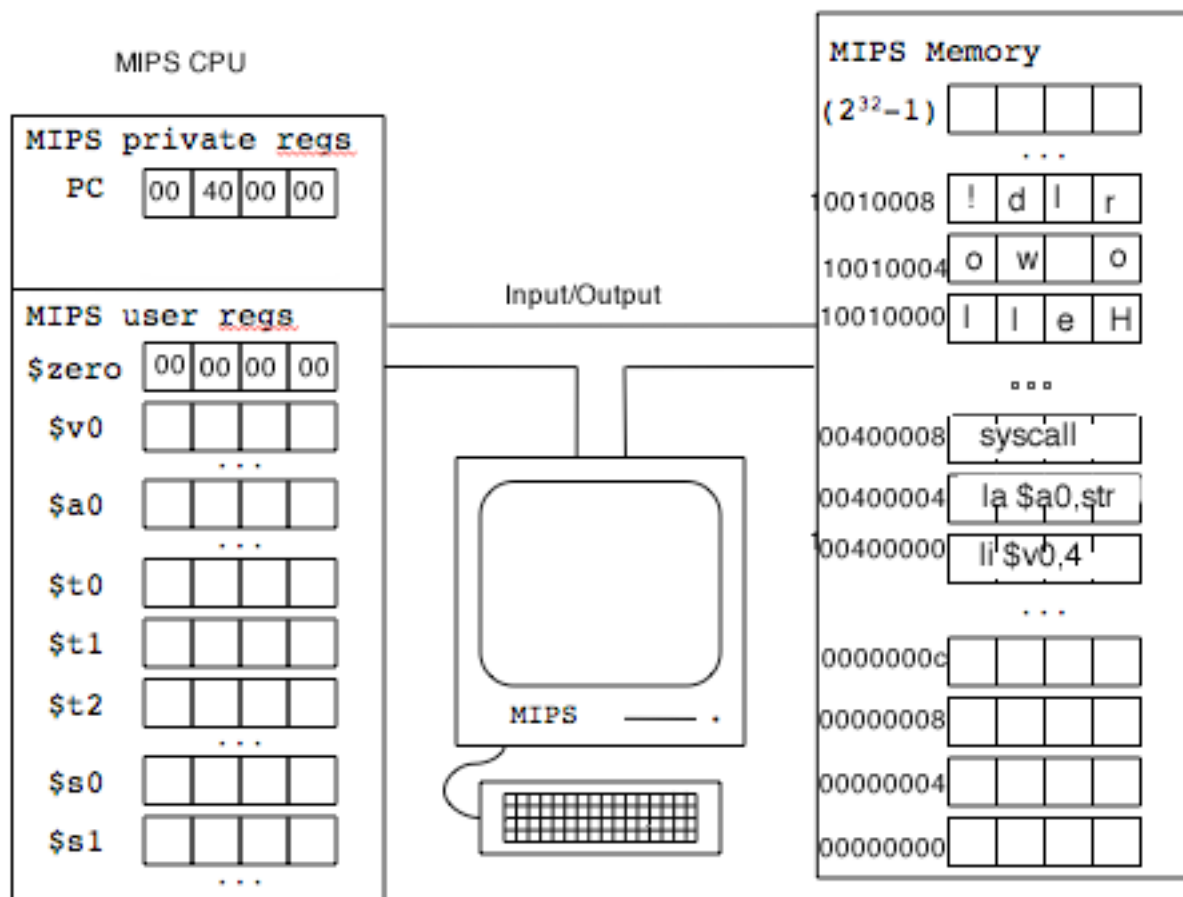 MIPS CPU
MIPS private regs
PC 00 40 00 00
MIPS user regs
$zero 00 00 00 00
$v0
...
$a0
...
$t0
$t1
$t2
...
$s0
$s1
...
Input/Output
MIPS
MIPS Memory
(2³²-1)
...
10010008 ! d l r
10010004 o w o
10010000 l l e H
...
00400008 syscall
00400004 la $a0,str
00400000 li $v0,4
...
0000000c
00000008
00000004
00000000